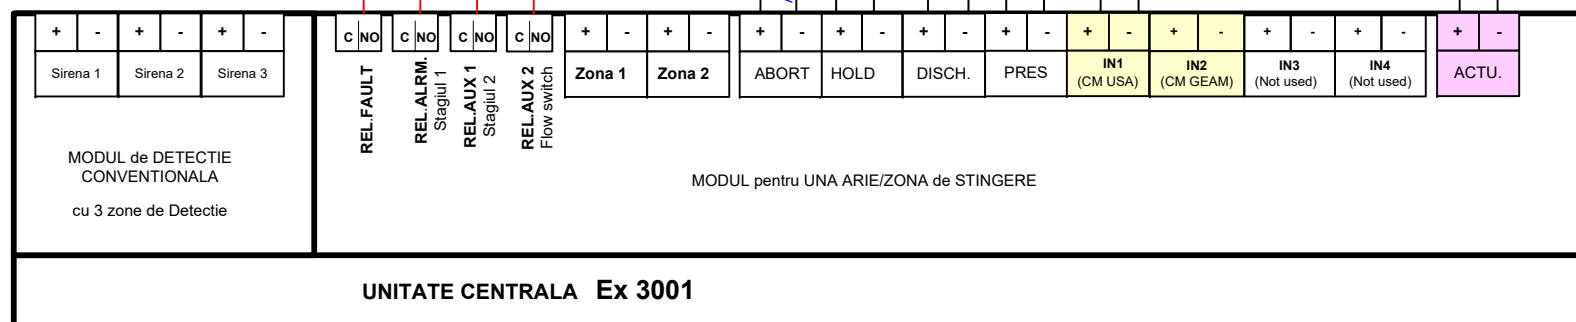 + - + - + - C NO C NO C NO C NO + - + - + - + - + - + - + - + - + - + - + -
Sirena 1 Sirena 2 Sirena 3 Zona 1 Zona 2 ABORT HOLD DISCH. PRES IN1 IN2 IN3 IN4 ACTU.
(CM USA) (CM GEAM) (Not used) (Not used)
REL.FAULT
REL.ALRM.
Stagiul 1
REL.AUX 1
Stagiul 2
REL.AUX 2
Flow switch
MODUL de DETECTIE
CONVENTIONALA
cu 3 zone de Detectie
MODUL pentru UNA ARIE/ZONA de STINGERE
UNITATE CENTRALA Ex 3001